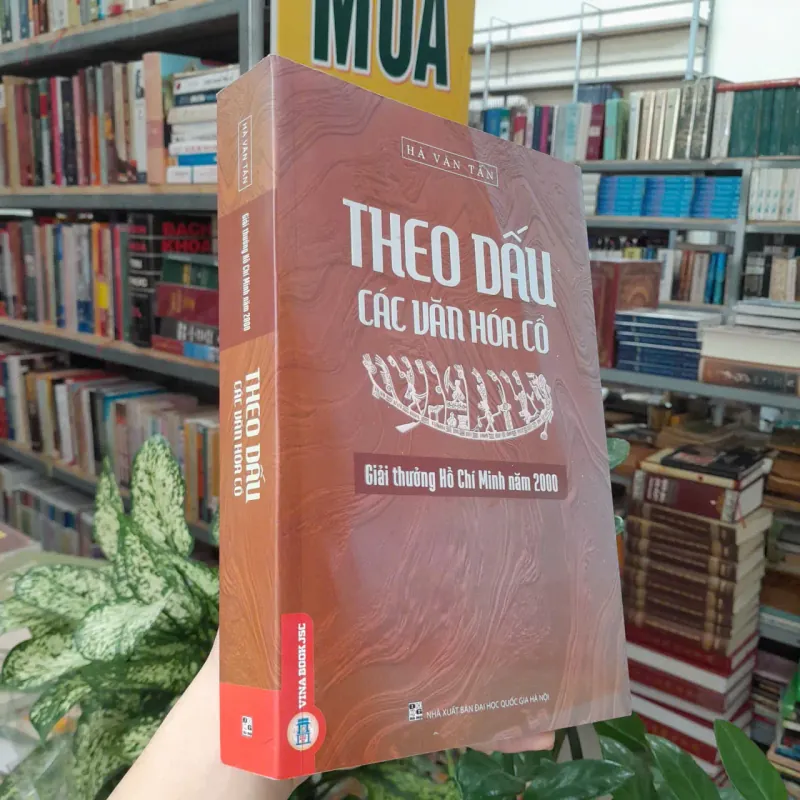 MUA
HÀ VĂN TẤN
THEO DẤU
CÁC VĂN HÓA CỔ
Giải thưởng Hồ Chí Minh năm 2000
NHÀ XUẤT BẢN ĐẠI HỌC QUỐC GIA HÀ NỘI
HÀ VĂN TẤN
Giải thưởng Hồ Chí Minh năm 2000
THEO DẤU
CÁC VĂN HÓA CỔ
VINA BOOK.JSC
BÁCH
KHOA